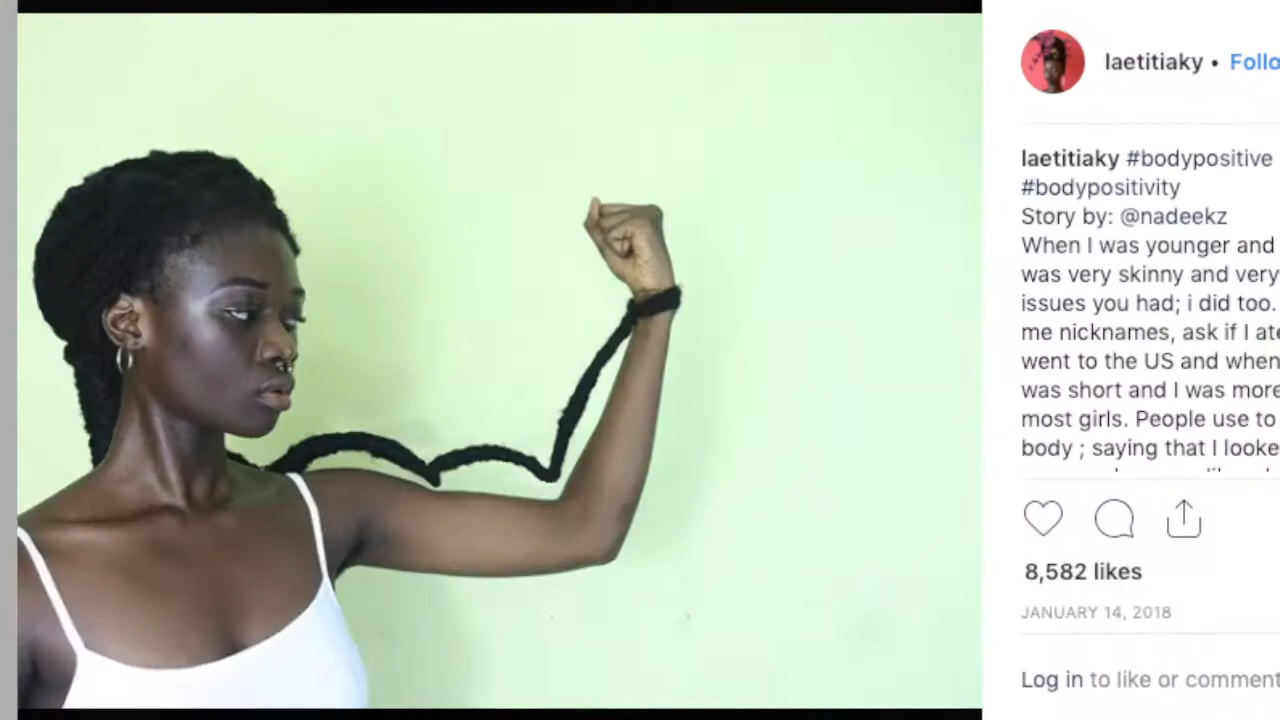 laetitiaky • Follo
laetitiaky #bodypositive
#bodypositivity
Story by: @nadeekz
When I was younger and
was very skinny and very
issues you had; i did too.
me nicknames, ask if I ate
went to the US and when
was short and I was more
most girls. People use to
body ; saying that I looke
8,582 likes
JANUARY 14, 2018
Log in to like or comment